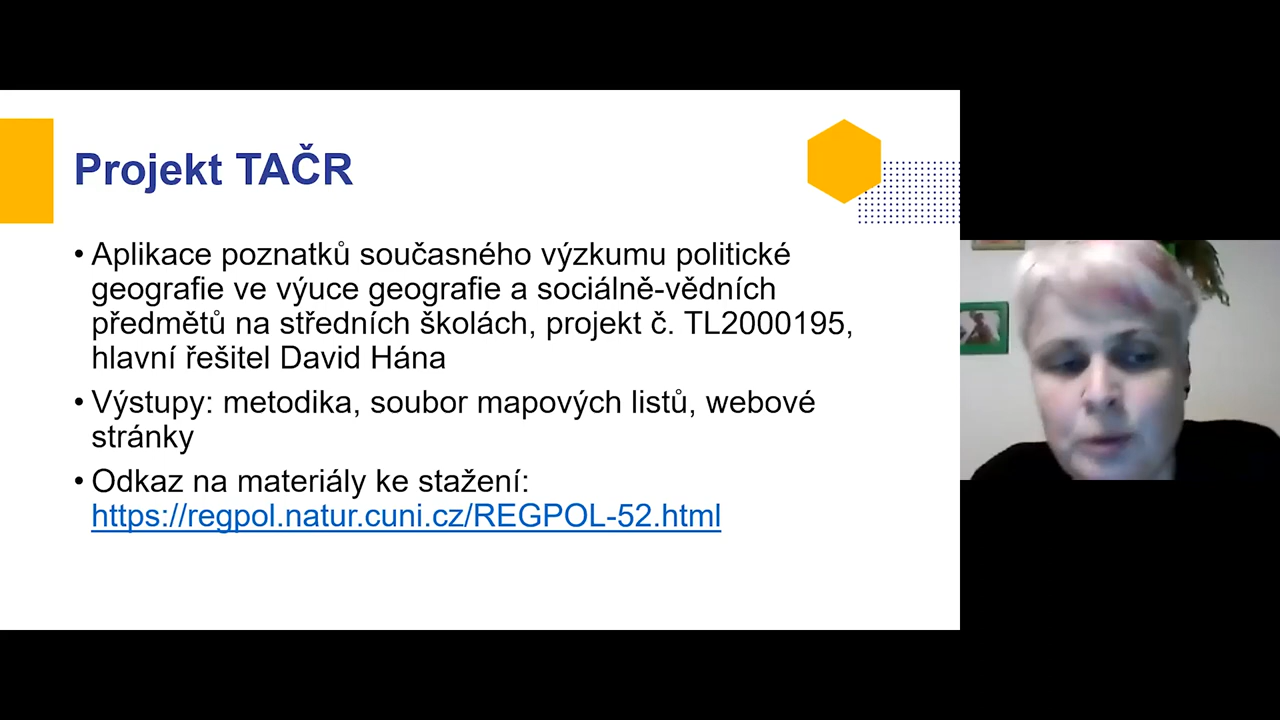 Projekt TAČR
• Aplikace poznatků současného výzkumu politické
geografie ve výuce geografie a sociálně-vědních
předmětů na středních školách, projekt č. TL2000195,
hlavní řešitel David Hána
• Výstupy: metodika, soubor mapových listů, webové
stránky
• Odkaz na materiály ke stažení:
https://regpol.natur.cuni.cz/REGPOL-52.html